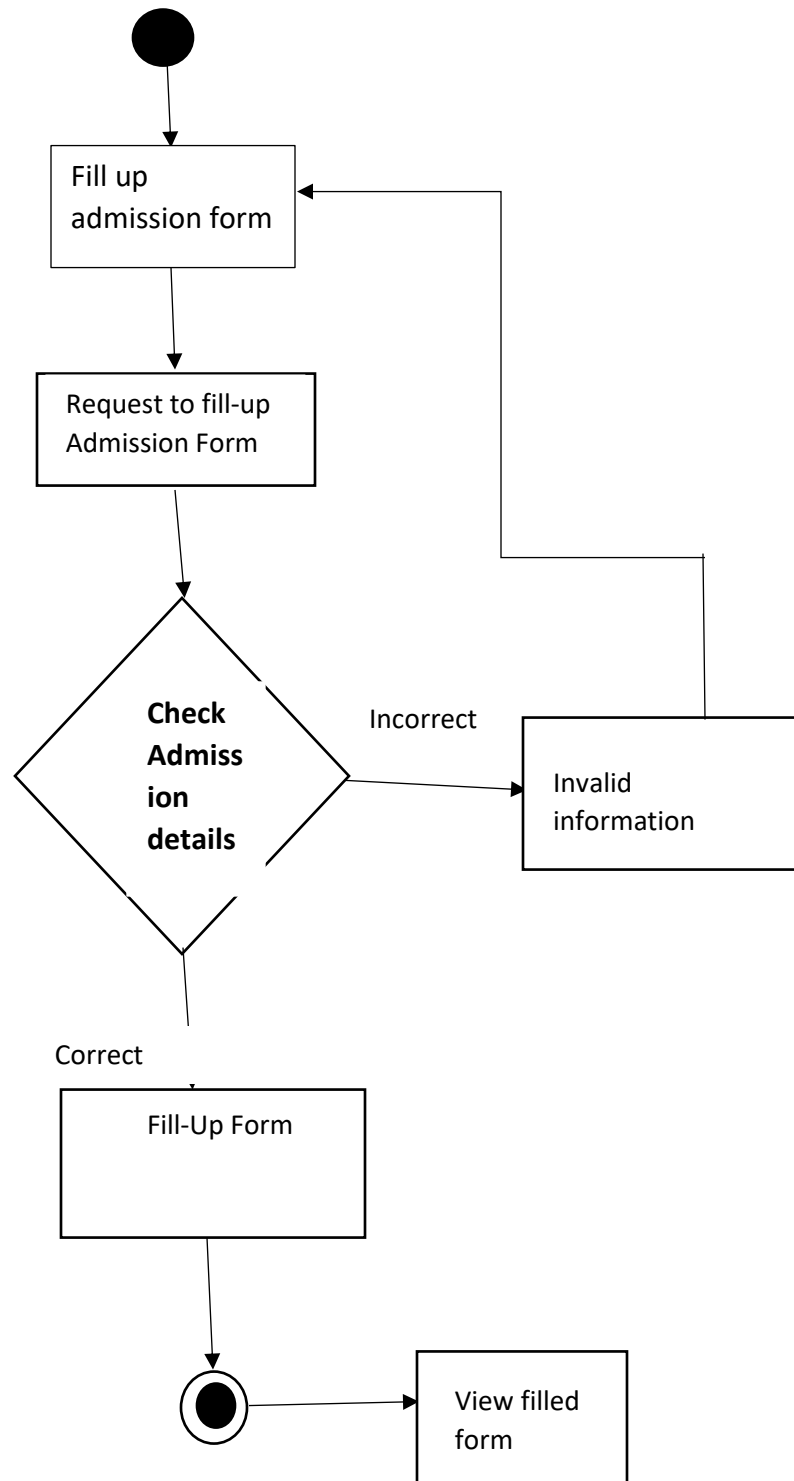 Fill up
admission form
Request to fill-up
Admission Form
Check
Admiss
ion
details
Incorrect
Invalid
information
Correct
Fill-Up Form
View filled
form